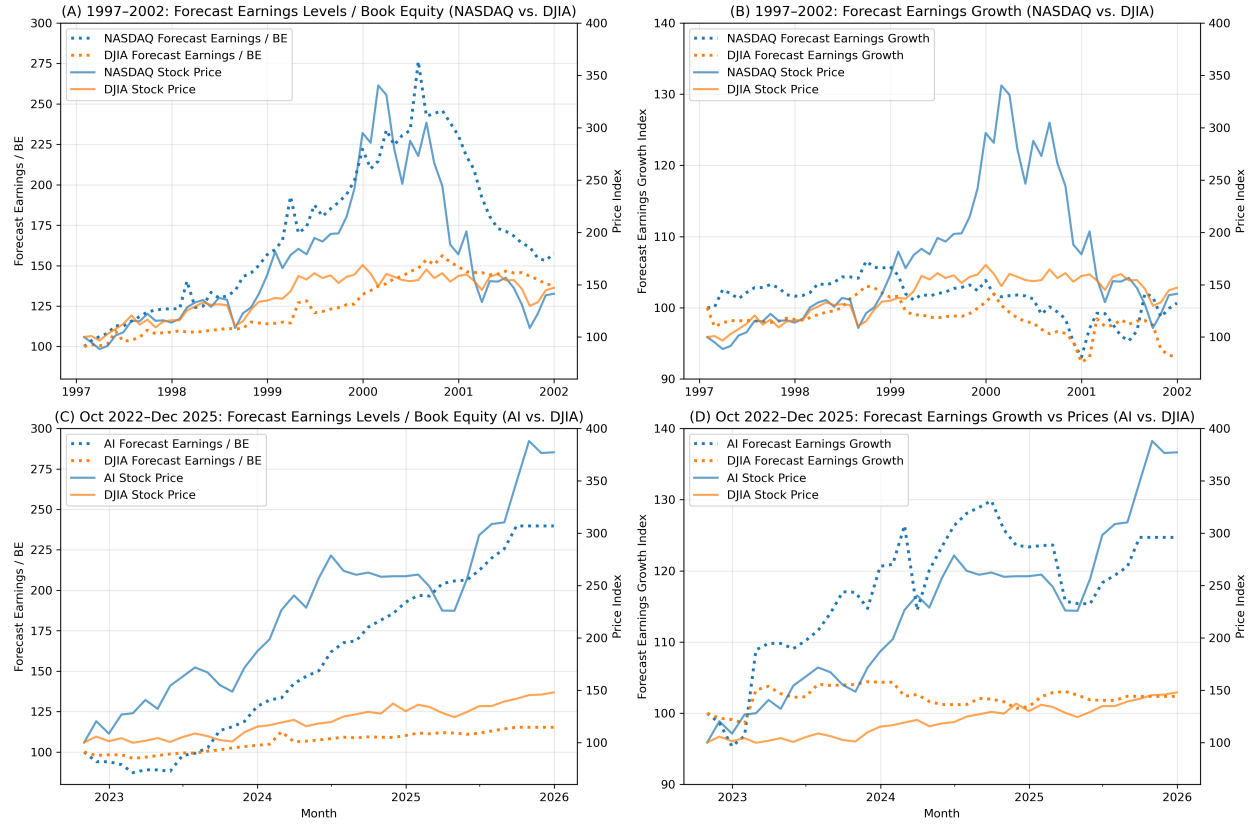 (A) 1997–2002: Forecast Earnings Levels / Book Equity (NASDAQ vs. DJIA)
300
275
250
225
200
175
150
125
100
Forecast Earnings / BE
NASDAQ Forecast Earnings / BE
DJIA Forecast Earnings / BE
NASDAQ Stock Price
DJIA Stock Price
400
350
300
250
200
150
100
Price Index
1997
1998
1999
2000
2001
2002
(B) 1997–2002: Forecast Earnings Growth (NASDAQ vs. DJIA)
140
130
120
110
100
90
Forecast Earnings Growth Index
NASDAQ Forecast Earnings Growth
DJIA Forecast Earnings Growth
NASDAQ Stock Price
DJIA Stock Price
400
350
300
250
200
150
100
Price Index
1997
1998
1999
2000
2001
2002
(C) Oct 2022–Dec 2025: Forecast Earnings Levels / Book Equity (AI vs. DJIA)
300
275
250
225
200
175
150
125
100
Forecast Earnings / BE
AI Forecast Earnings / BE
DJIA Forecast Earnings / BE
AI Stock Price
DJIA Stock Price
400
350
300
250
200
150
100
Price Index
2023
2024
2025
2026
Month
(D) Oct 2022–Dec 2025: Forecast Earnings Growth vs Prices (AI vs. DJIA)
140
130
120
110
100
90
Forecast Earnings Growth Index
AI Forecast Earnings Growth
DJIA Forecast Earnings Growth
AI Stock Price
DJIA Stock Price
400
350
300
250
200
150
100
Price Index
2023
2024
2025
2026
Month